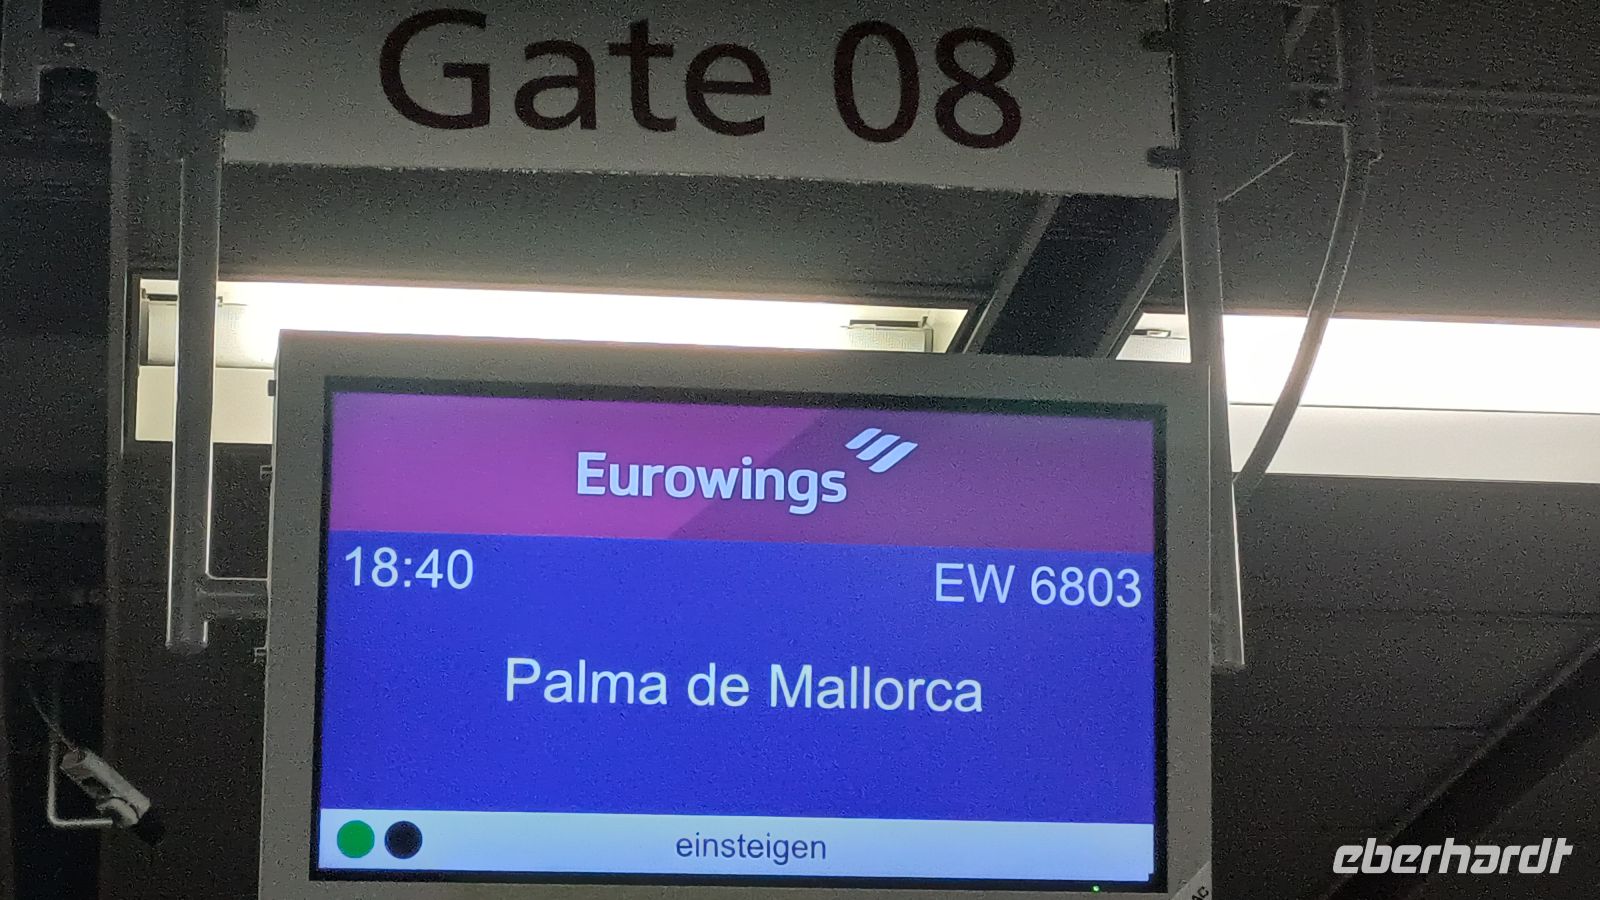 Gate 08
Eurowings
18:40 EW 6803
Palma de Mallorca
einsteigen
eberhardt